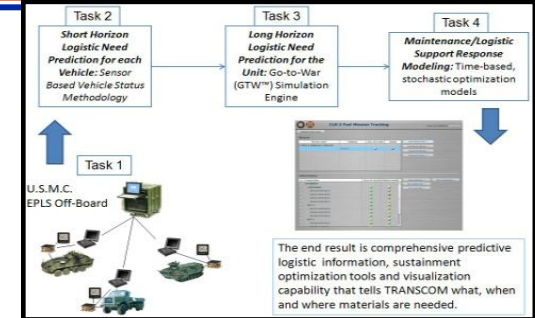 Task 2
Short Horizon
Logistic Need
Prediction for each
Vehicle: Sensor
Based Vehicle Status
Methodology
Task 3
Long Horizon
Logistic Need
Prediction for the
Unit: Go-to-War
(GTW™) Simulation
Engine
Task 4
Maintenance/Logistic
Support Response
Modeling: Time-based,
stochastic optimization
models
Task 1
U.S.M.C.
EPLS Off-Board
The end result is comprehensive predictive
logistic information, sustainment
optimization tools and visualization
capability that tells TRANSCOM what, when
and where materials are needed.